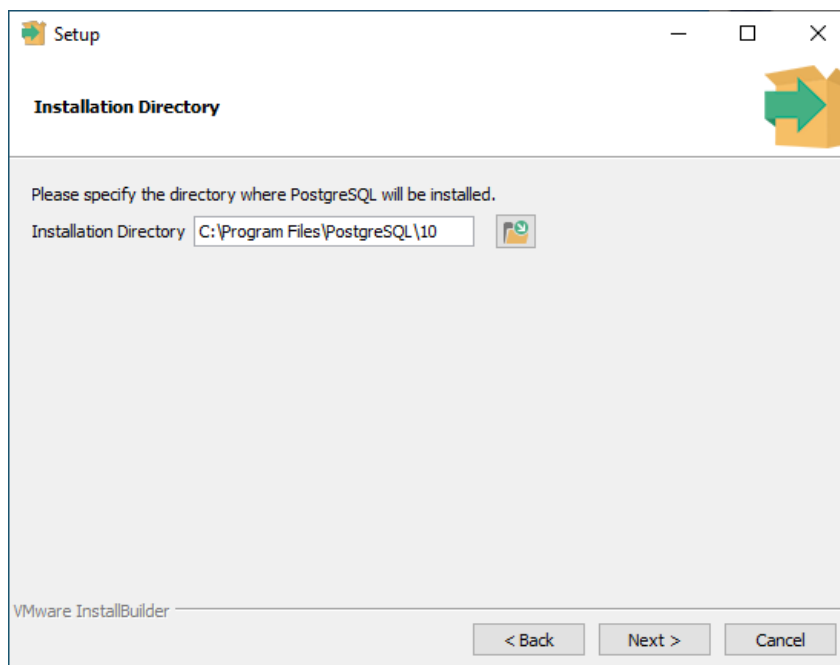 Setup
Installation Directory
Please specify the directory where PostgreSQL will be installed.
Installation Directory C:\Program Files\PostgreSQL\10
VMware InstallBuilder
< Back Next > Cancel